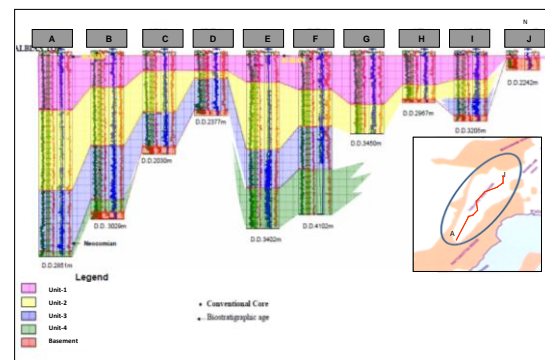 N
A B C D E F G H I J
ALBIAN
D.D.2242m
D.D.2967m
D.D.2377m
D.D.3205m
D.D.3450m
D.D.2030m
D.D. 3029m
D.D.4102m
D.D.3402m
Neocomian
D.D.2851m
J
A
Legend
Unit-1
Unit-2
Unit-3
Unit-4
Basement
Conventional Core
Biostratigraphic age